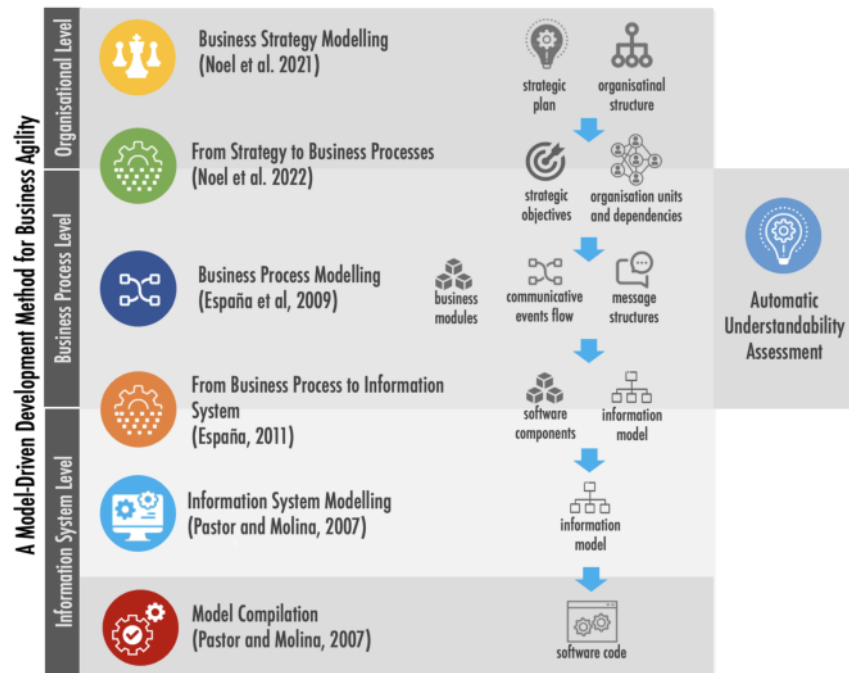 A Model-Driven Development Method for Business Agility
Organisational Level
Business Strategy Modelling
(Noel et al. 2021)
strategic
plan
organisatinal
structure
From Strategy to Business Processes
(Noel et al. 2022)
strategic
objectives
organisation units
and dependencies
Business Process Level
Business Process Modelling
(España et al, 2009)
business
modules
communicative
events flow
message
structures
Automatic
Understandability
Assessment
From Business Process to Information
System
(España, 2011)
software
components
information
model
Information System Level
Information System Modelling
(Pastor and Molina, 2007)
information
model
Model Compilation
(Pastor and Molina, 2007)
software code